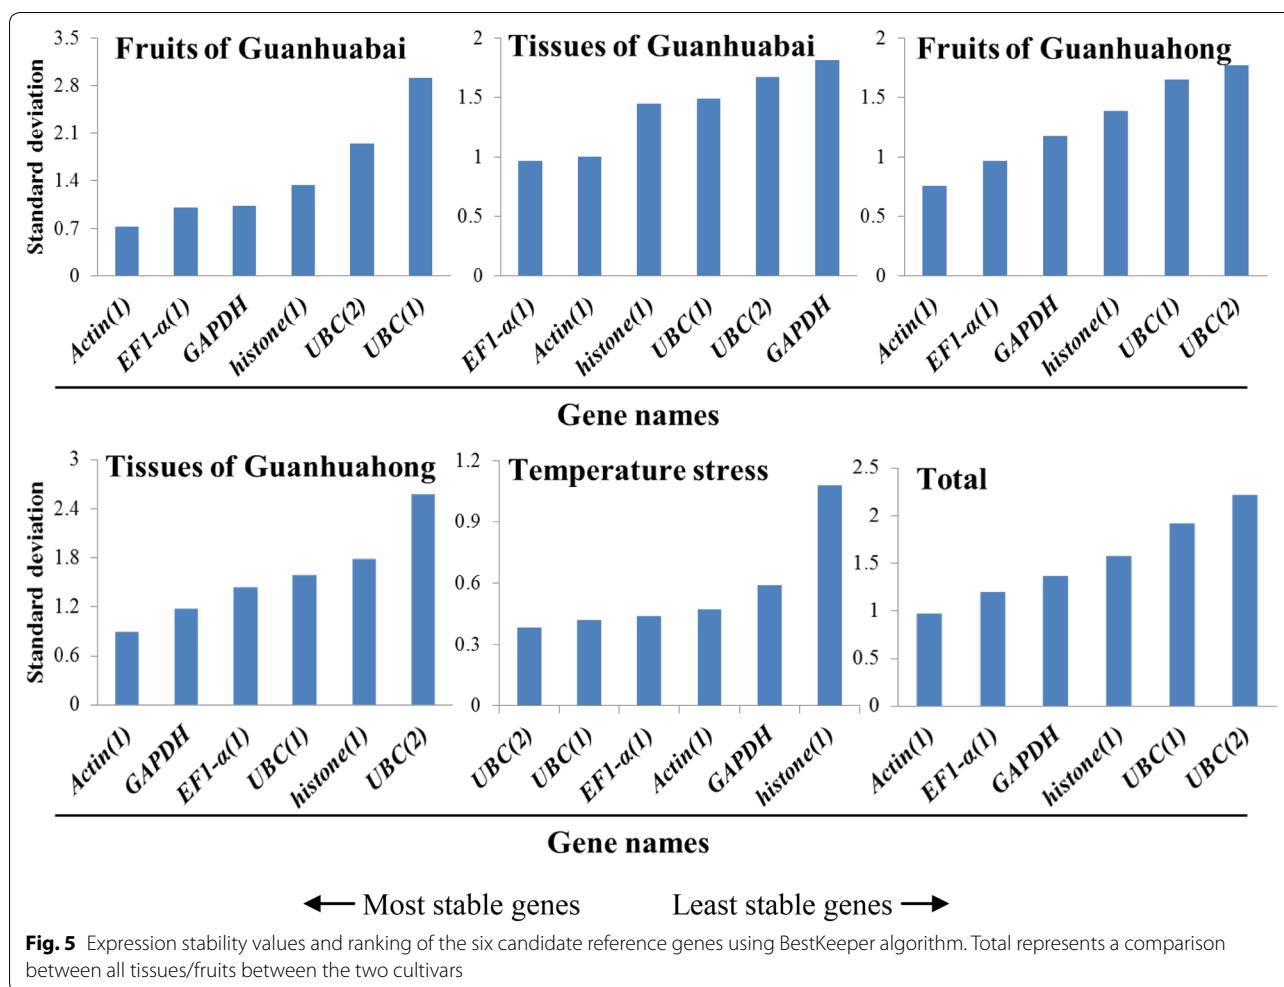 Fruits of Guanhuabai
Standard deviation
3.5
2.8
2.1
1.4
0.7
0
Actin(1)
EF1-α(1)
GAPDH
histone(1)
UBC(2)
UBC(1)
Tissues of Guanhuabai
2
1.5
1
0.5
0
EF1-α(1)
Actin(1)
histone(1)
UBC(1)
UBC(2)
GAPDH
Fruits of Guanhuahong
2
1.5
1
0.5
0
Actin(1)
EF1-α(1)
GAPDH
histone(1)
UBC(1)
UBC(2)
Gene names
Tissues of Guanhuahong
Standard deviation
3
2.4
1.8
1.2
0.6
0
Actin(1)
GAPDH
EF1-α(1)
UBC(1)
histone(1)
UBC(2)
Temperature stress
1.2
0.9
0.6
0.3
0
UBC(2)
UBC(1)
EF1-α(1)
Actin(1)
GAPDH
histone(1)
Total
2.5
2
1.5
1
0.5
0
Actin(1)
EF1-α(1)
GAPDH
histone(1)
UBC(1)
UBC(2)
Gene names
Most stable genes Least stable genes
Fig. 5 Expression stability values and ranking of the six candidate reference genes using BestKeeper algorithm. Total represents a comparison
between all tissues/fruits between the two cultivars